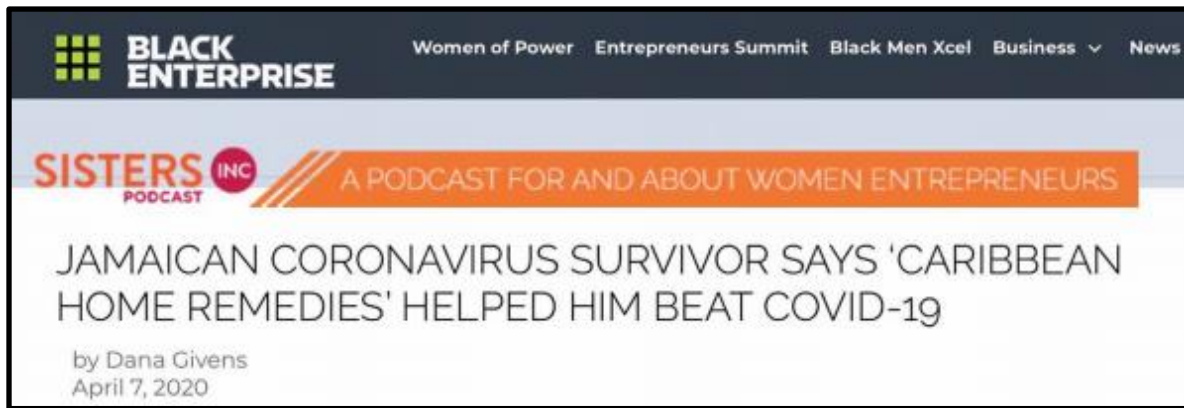 BLACK
ENTERPRISE
Women of Power Entrepreneurs Summit Black Men Xcel Business News
SISTERS INC
PODCAST
A PODCAST FOR AND ABOUT WOMEN ENTREPRENEURS
JAMAICAN CORONAVIRUS SURVIVOR SAYS ‘CARIBBEAN
HOME REMEDIES’ HELPED HIM BEAT COVID-19
by Dana Givens
April 7, 2020